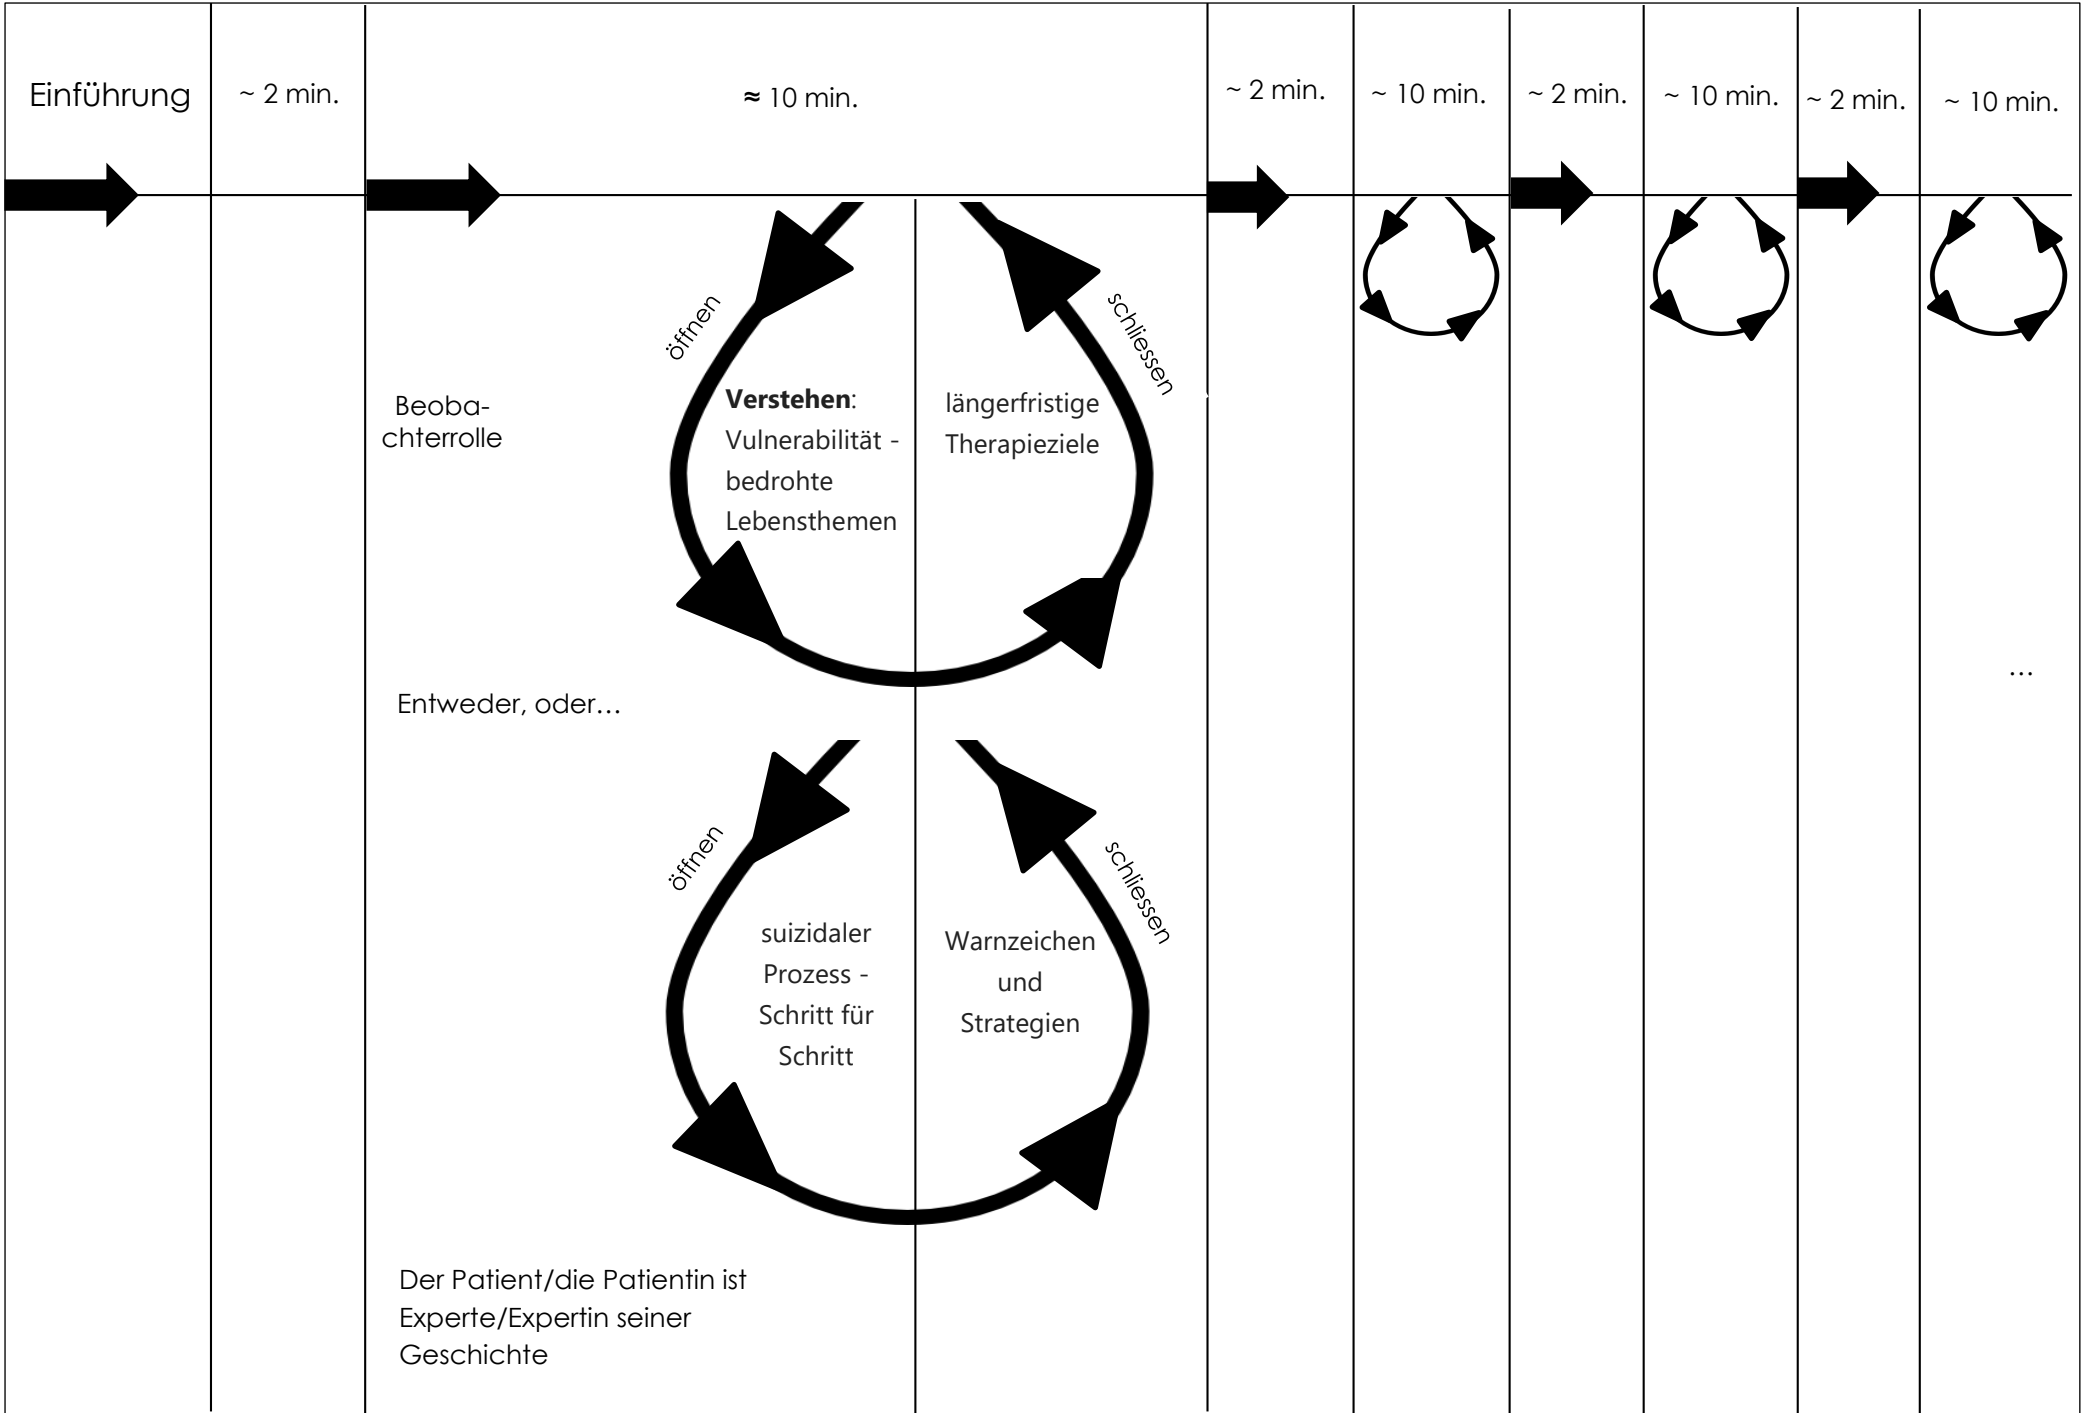 Einführung
~ 2 min.
≈ 10 min.
~ 2 min.
~ 10 min.
~ 2 min.
~ 10 min.
~ 2 min.
~ 10 min.
öffnen
schliessen
Beoba-
chterrolle
Verstehen:
Vulnerabilität -
bedrohte
Lebensthemen
längerfristige
Therapieziele
...
Entweder, oder...
öffnen
schliessen
suizidaler
Prozess -
Schritt für
Schritt
Warnzeichen
und
Strategien
Der Patient/die Patientin ist
Experte/Expertin seiner
Geschichte